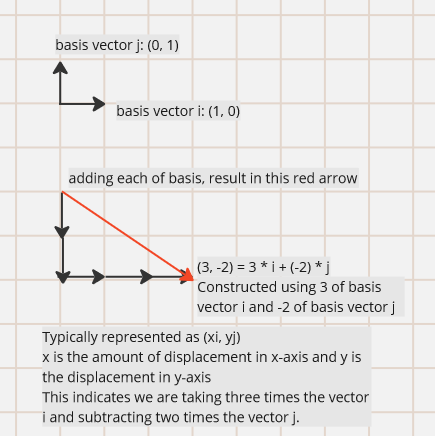 basis vector j: (0, 1)
basis vector i: (1, 0)
adding each of basis, result in this red arrow
(3, -2) = 3 * i + (-2) * j
Constructed using 3 of basis
vector i and -2 of basis vector j
Typically represented as (xi, yj)
x is the amount of displacement in x-axis and y is
the displacement in y-axis
This indicates we are taking three times the vector
i and subtracting two times the vector j.